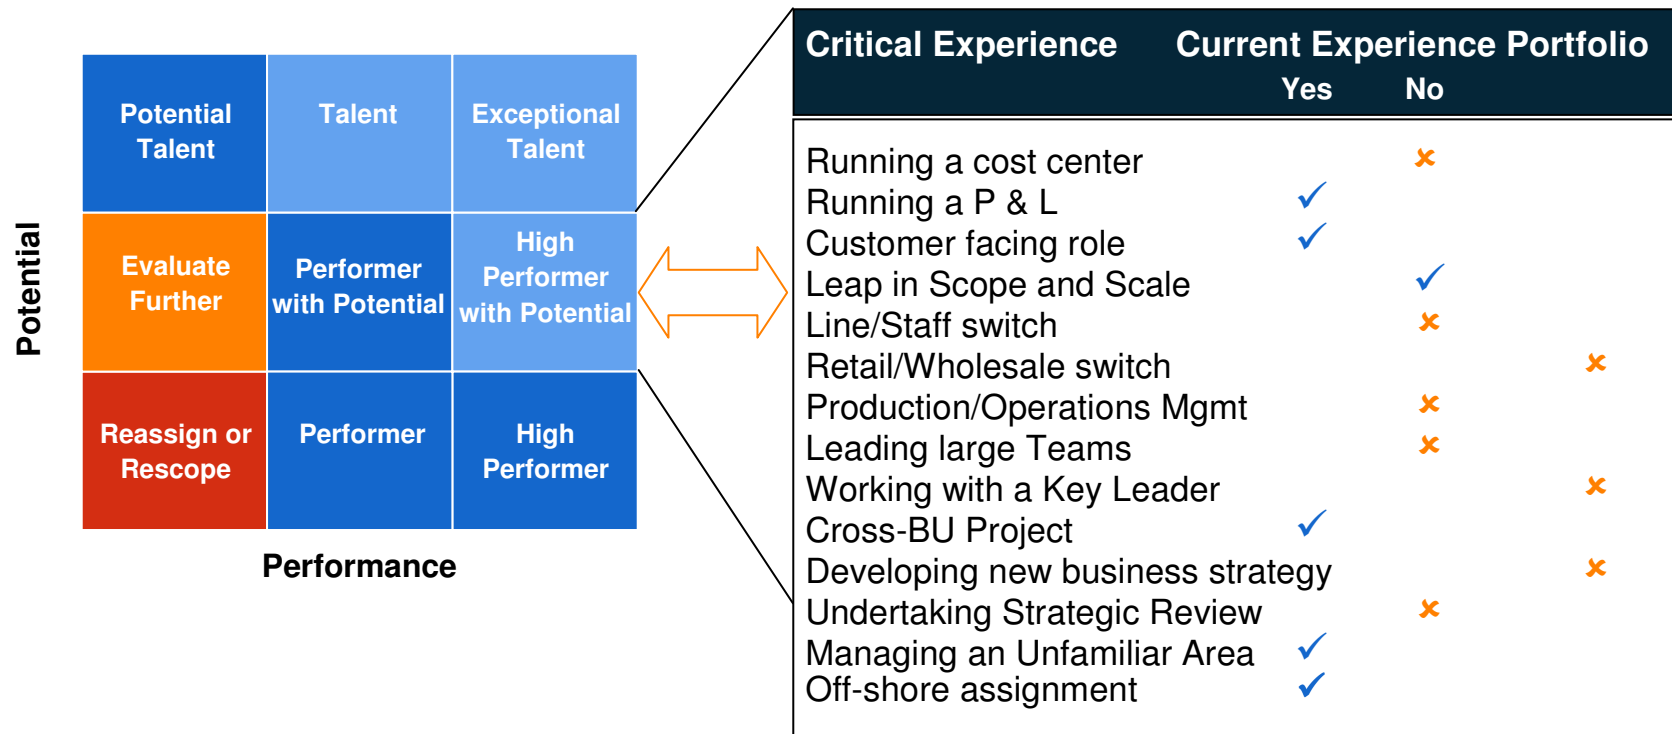 Critical Experience Current Experience Portfolio
Yes No
Potential
Talent
Talent
Exceptional
Talent
Evaluate
Further
Performer
with Potential
High
Performer
with Potential
Reassign or
Rescope
Performer
High
Performer
Potential
Performance
Running a cost center ✘
Running a P & L ✓
Customer facing role ✓
Leap in Scope and Scale ✓
Line/Staff switch ✘
Retail/Wholesale switch ✘
Production/Operations Mgmt ✘
Leading large Teams ✘
Working with a Key Leader ✘
Cross-BU Project ✓
Developing new business strategy ✘
Undertaking Strategic Review ✘
Managing an Unfamiliar Area ✓
Off-shore assignment ✓